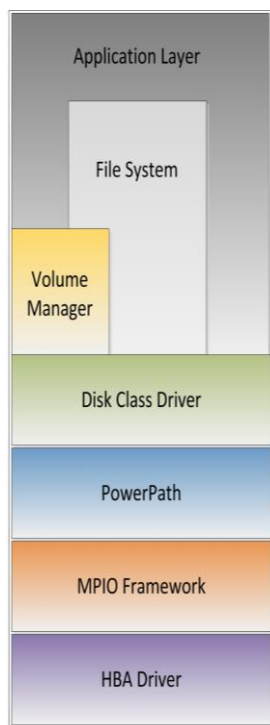 Application Layer
File System
Volume
Manager
Disk Class Driver
PowerPath
MPIO Framework
HBA Driver